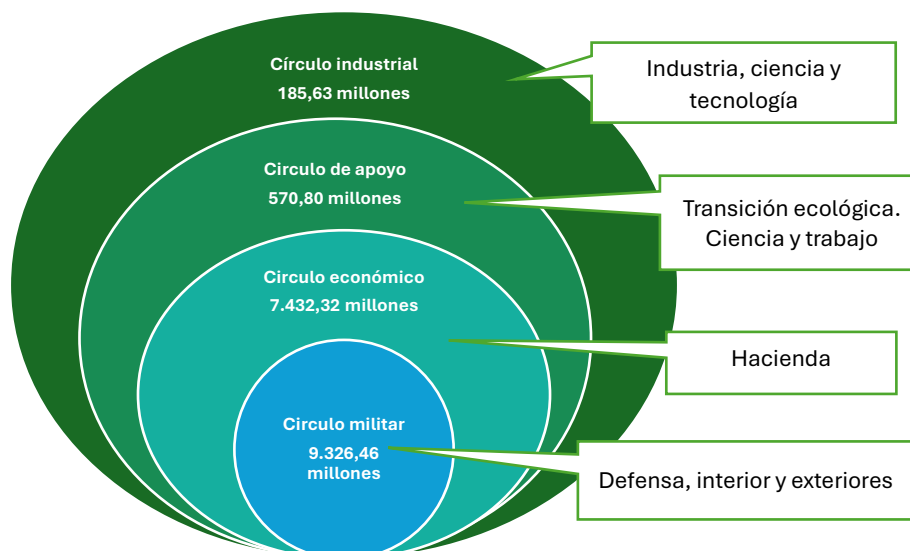 Círculo industrial
185,63 millones
Industria, ciencia y
tecnología
Circulo de apoyo
570,80 millones
Transición ecológica.
Ciencia y trabajo
Circulo económico
7.432,32 millones
Hacienda
Circulo militar
9.326,46
millones
Defensa, interior y exteriores